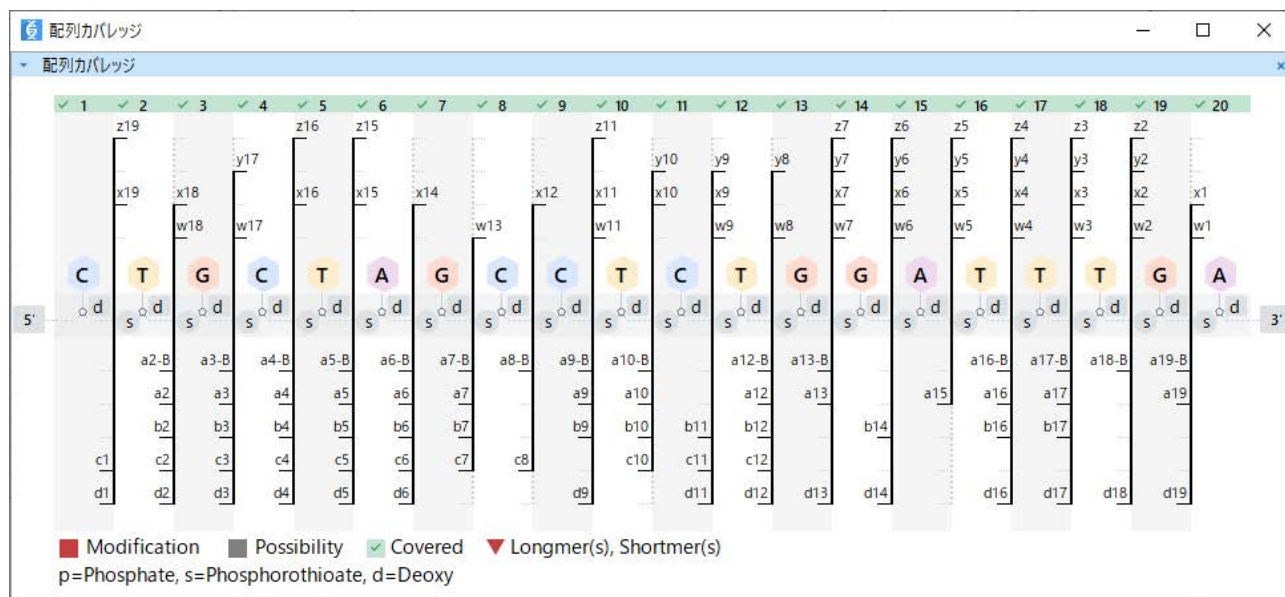 配列カバレッジ
配列カバレッジ
1 2 3 4 5 6 7 8 9 10 11 12 13 14 15 16 17 18 19 20
z19 z16 z15 z11 z7 z6 z5 z4 z3 z2
y17 y10 y9 y8 y7 y6 y5 y4 y3 y2
x19 x18 x16 x15 x14 x12 x11 x10 x9 x7 x6 x5 x4 x3 x2 x1
w18 w17 w13 w11 w9 w8 w7 w6 w5 w4 w3 w2 w1
C T G C T A G C C T C T G G A T T T G A
d d d d d d d d d d d d d d d d d d d d
5' s s s s s s s s s s s s s s s s s s s 3'
a2-B a3-B a4-B a5-B a6-B a7-B a8-B a9-B a10-B a12-B a13-B a16-B a17-B a18-B a19-B
a2 a3 a4 a5 a6 a7 a9 a10 a12 a13 a15 a16 a17 a19
b2 b3 b4 b5 b6 b7 b9 b10 b11 b12 b14 b16 b17
c1 c2 c3 c4 c5 c6 c7 c8 c10 c11 c12
d1 d2 d3 d4 d5 d6 d9 d11 d12 d13 d14 d16 d17 d18 d19
Modification Possibility Covered Longmer(s), Shortmer(s)
p=Phosphate, s=Phosphorothioate, d=Deoxy